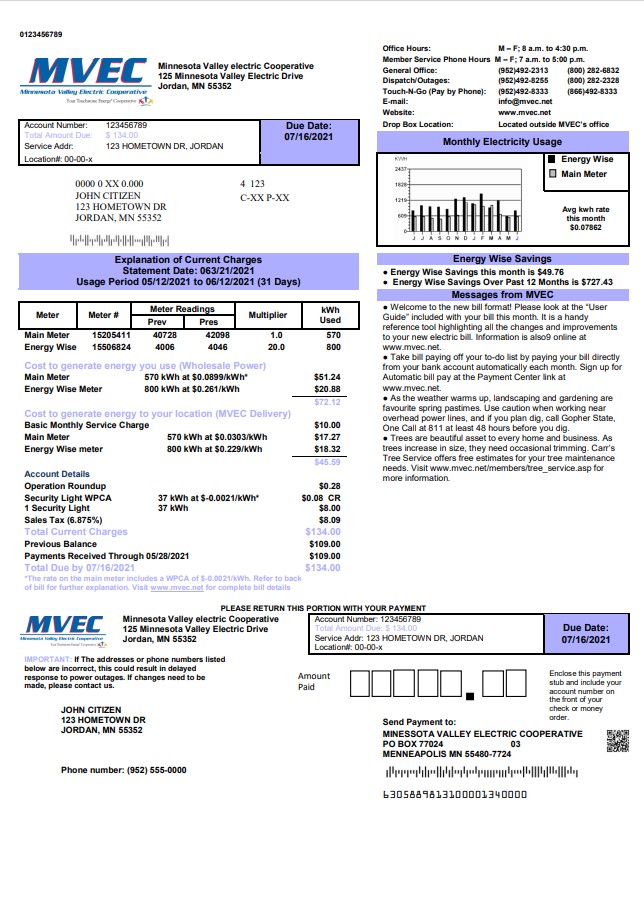 0123456789
MVEC
Minnesota Valley Electric Cooperative
Your Touchstone Energy® Cooperative
Minnesota Valley electric Cooperative
125 Minnesota Valley Electric Drive
Jordan, MN 55352
Office Hours: M – F; 8 a.m. to 4:30 p.m.
Member Service Phone Hours M – F; 7 a.m. to 5:00 p.m.
General Office: (952)492-2313 (800) 282-6832
Dispatch/Outages: (952)492-8255 (800) 232-2328
Touch-N-Go (Pay by Phone): (952)492-8333 (866)492-8333
E-mail: info@mvec.net
Website: www.mvec.net
Drop Box Location: Located outside MVEC's office
Account Number: 123456789
Total Amount Due: $ 134.00
Service Addr: 123 HOMETOWN DR, JORDAN
Location#: 00-00-x
Due Date:
07/16/2021
0000 0 XX 0.000 4 123
JOHN CITIZEN C-XX P-XX
123 HOMETOWN DR
JORDAN, MN 55352
Monthly Electricity Usage
KWH
2437
1828
1219
609
0
J J A S O N D J F M A M J
Energy Wise
Main Meter
Avg kwh rate
this month
$0.07862
Explanation of Current Charges
Statement Date: 063/21/2021
Usage Period 05/12/2021 to 06/12/2021 (31 Days)
Meter Meter # Meter Readings Multiplier kWh
Prev Pres Used
Main Meter 15205411 40728 42098 1.0 570
Energy Wise 15506824 4006 4046 20.0 800
Cost to generate energy you use (Wholesale Power)
Main Meter 570 kWh at $0.0899/kWh* $51.24
Energy Wise Meter 800 kWh at $0.261/kWh $20.88
$72.12
Cost to generate energy to your location (MVEC Delivery)
Basic Monthly Service Charge $10.00
Main Meter 570 kWh at $0.0303/kWh $17.27
Energy Wise meter 800 kWh at $0.229/kWh $18.32
$45.59
Account Details
Operation Roundup $0.28
Security Light WPCA 37 kWh at $-0.0021/kWh* $0.08 CR
1 Security Light 37 kWh $8.00
Sales Tax (6.875%) $8.09
Total Current Charges $134.00
Previous Balance $109.00
Payments Received Through 05/28/2021 $109.00
Total Due by 07/16/2021 $134.00
*The rate on the main meter includes a WPCA of $-0.0021/kWh. Refer to back
of bill for further explanation. Visit www.mvec.net for complete bill details
Energy Wise Savings
● Energy Wise Savings this month is $49.76
● Energy Wise Savings Over Past 12 Months is $727.43
Messages from MVEC
● Welcome to the new bill format! Please look at the "User
Guide" included with your bill this month. It is a handy
reference tool highlighting all the changes and improvements
to your new electric bill. Information is also9 online at
www.mvec.net.
● Take bill paying off your to-do list by paying your bill directly
from your bank account automatically each month. Sign up for
Automatic bill pay at the Payment Center link at
www.mvec.net.
● As the weather warms up, landscaping and gardening are
favourite spring pastimes. Use caution when working near
overhead power lines, and if you plan dig, call Gopher State,
One Call at 811 at least 48 hours before you dig.
● Trees are beautiful asset to every home and business. As
trees increase in size, they need occasional trimming. Carr's
Tree Service offers free estimates for your tree maintenance
needs. Visit www.mvec.net/members/tree_service.asp for
more information.
PLEASE RETURN THIS PORTION WITH YOUR PAYMENT
MVEC
Minnesota Valley Electric Cooperative
Minnesota Valley electric Cooperative
125 Minnesota Valley Electric Drive
Jordan, MN 55352
Account Number: 123456789
Total Amount Due: $ 134.00
Service Addr: 123 HOMETOWN DR, JORDAN
Location#: 00-00-x
Due Date:
07/16/2021
IMPORTANT: If The addresses or phone numbers listed
below are incorrect, this could result in delayed
response to power outages. If changes need to be
made, please contact us.
Amount
Paid
Enclose this payment
stub and include your
account number on
the front of your
check or money
order.
JOHN CITIZEN
123 HOMETOWN DR
JORDAN, MN 55352
Phone number: (952) 555-0000
Send Payment to:
MINESSOTA VALLEY ELECTRIC COOPERATIVE
PO BOX 77024 03
MENNEAPOLIS MN 55480-7724
6305889813100001340000